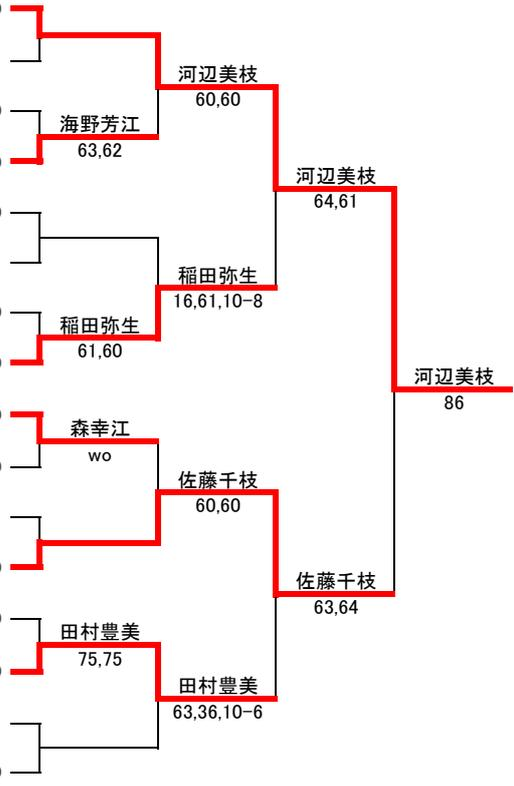 河辺美枝
60,60
海野芳江
63,62
河辺美枝
64,61
稲田弥生
16,61,10-8
稲田弥生
61,60
河辺美枝
86
森幸江
wo
佐藤千枝
60,60
佐藤千枝
63,64
田村豊美
75,75
田村豊美
63,36,10-6